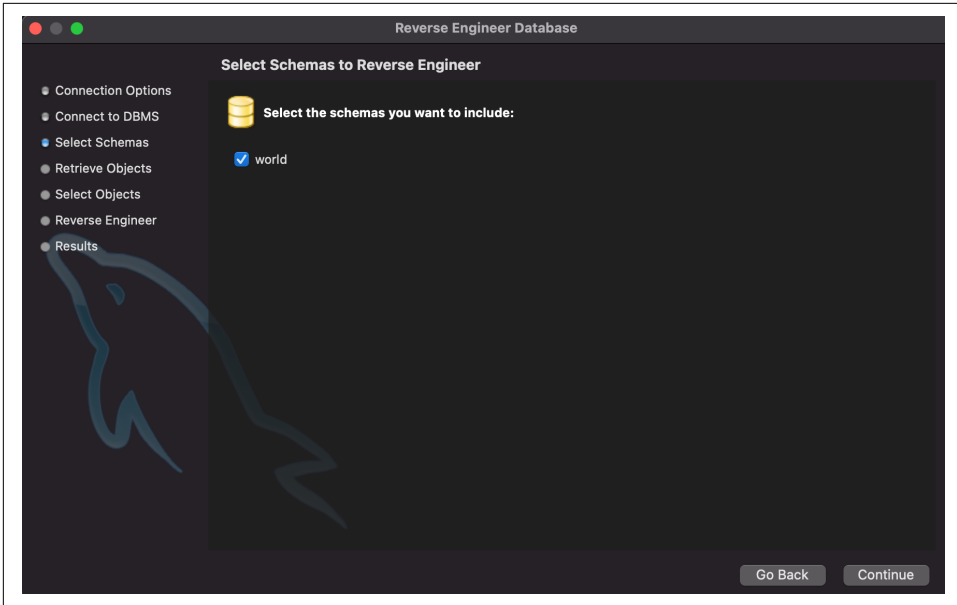 Reverse Engineer Database
Select Schemas to Reverse Engineer
Connection Options
Connect to DBMS
Select Schemas
Retrieve Objects
Select Objects
Reverse Engineer
Results
Select the schemas you want to include:
world
Go Back
Continue